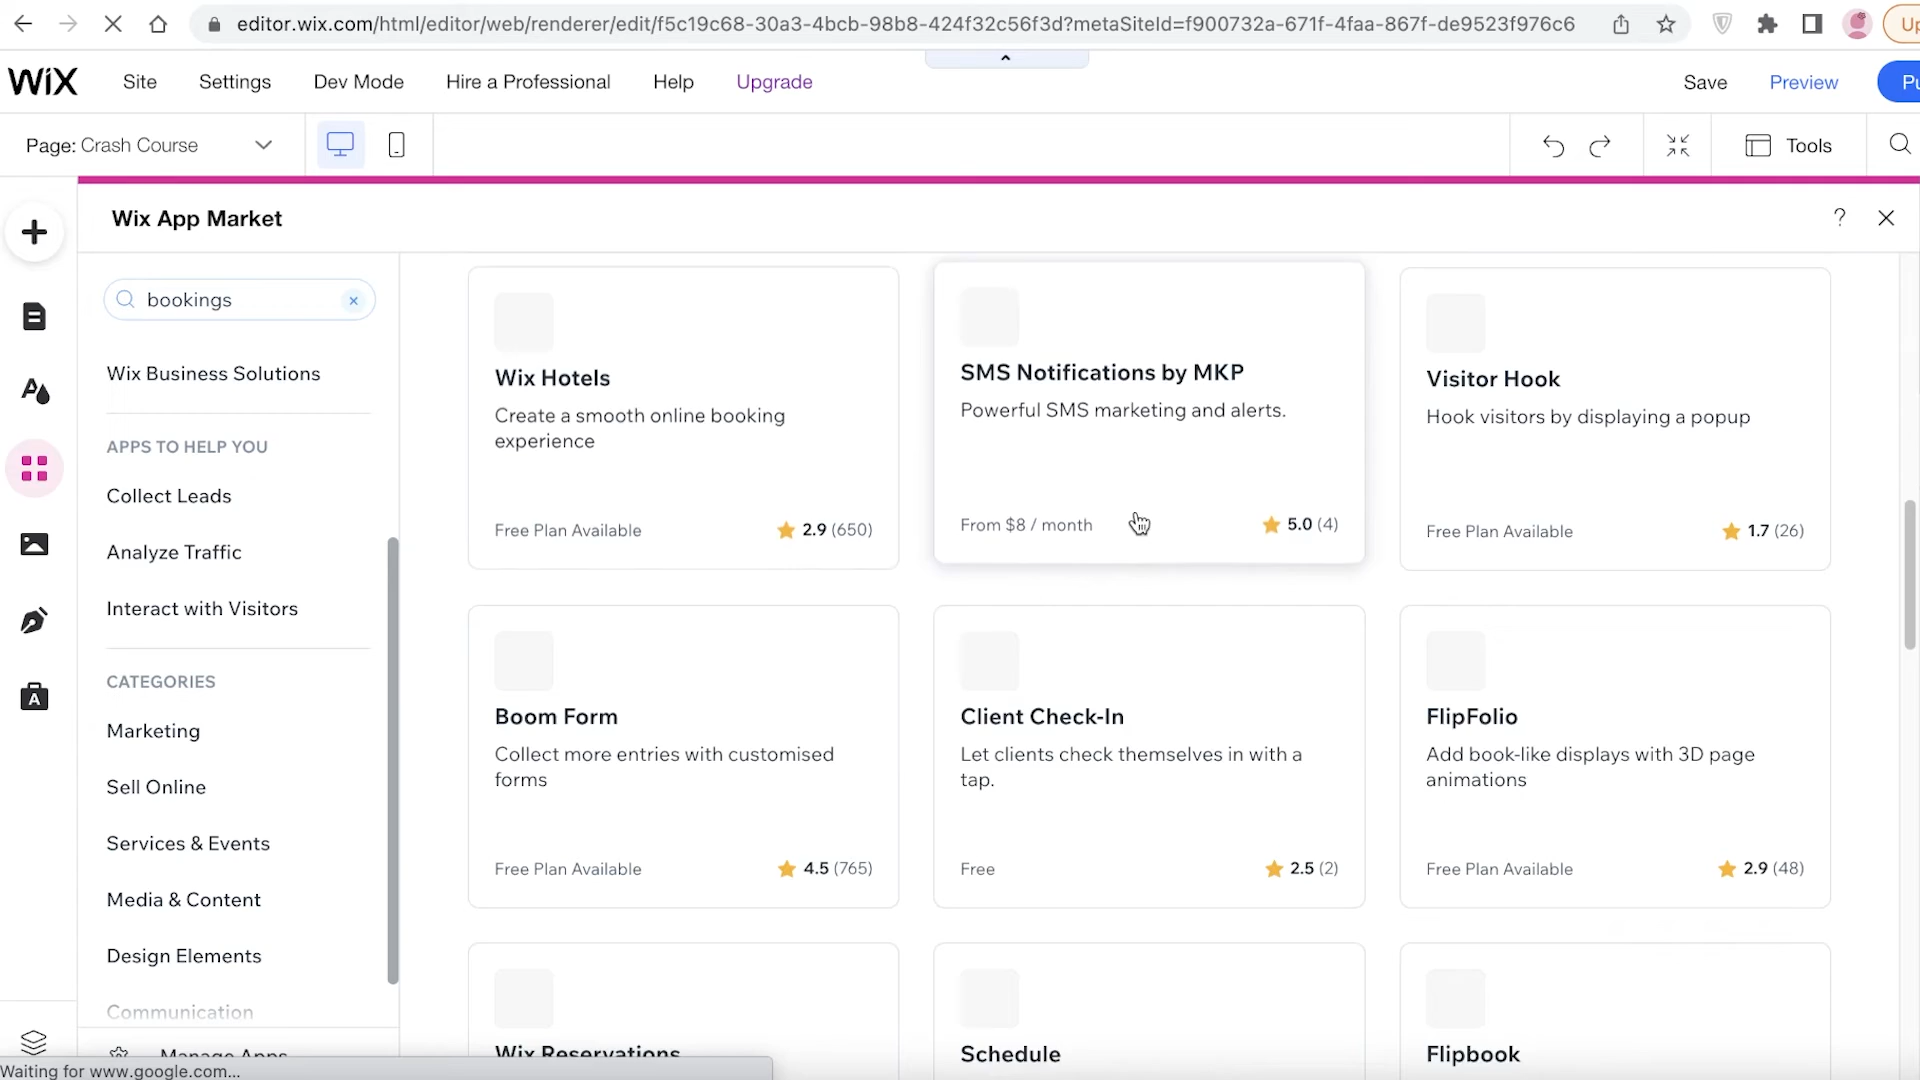 editor.wix.com/html/editor/web/renderer/edit/f5c19c68-30a3-4bcb-98b8-424f32c56f3d?metaSiteId=f900732a-671f-4faa-867f-de9523f976c6
Up
WiX
Site
Settings
Dev Mode
Hire a Professional
Help
Upgrade
Save
Preview
Pu
Page: Crash Course
Tools
Wix App Market
?
bookings
Wix Business Solutions
APPS TO HELP YOU
Collect Leads
Analyze Traffic
Interact with Visitors
CATEGORIES
Marketing
Sell Online
Services & Events
Media & Content
Design Elements
Communication
Manage Apps
Wix Hotels
Create a smooth online booking
experience
Free Plan Available
2.9 (650)
SMS Notifications by MKP
Powerful SMS marketing and alerts.
From $8 / month
5.0 (4)
Visitor Hook
Hook visitors by displaying a popup
Free Plan Available
1.7 (26)
Boom Form
Collect more entries with customised
forms
Free Plan Available
4.5 (765)
Client Check-In
Let clients check themselves in with a
tap.
Free
2.5 (2)
FlipFolio
Add book-like displays with 3D page
animations
Free Plan Available
2.9 (48)
Wix Reservations
Schedule
Flipbook
Waiting for www.google.com...